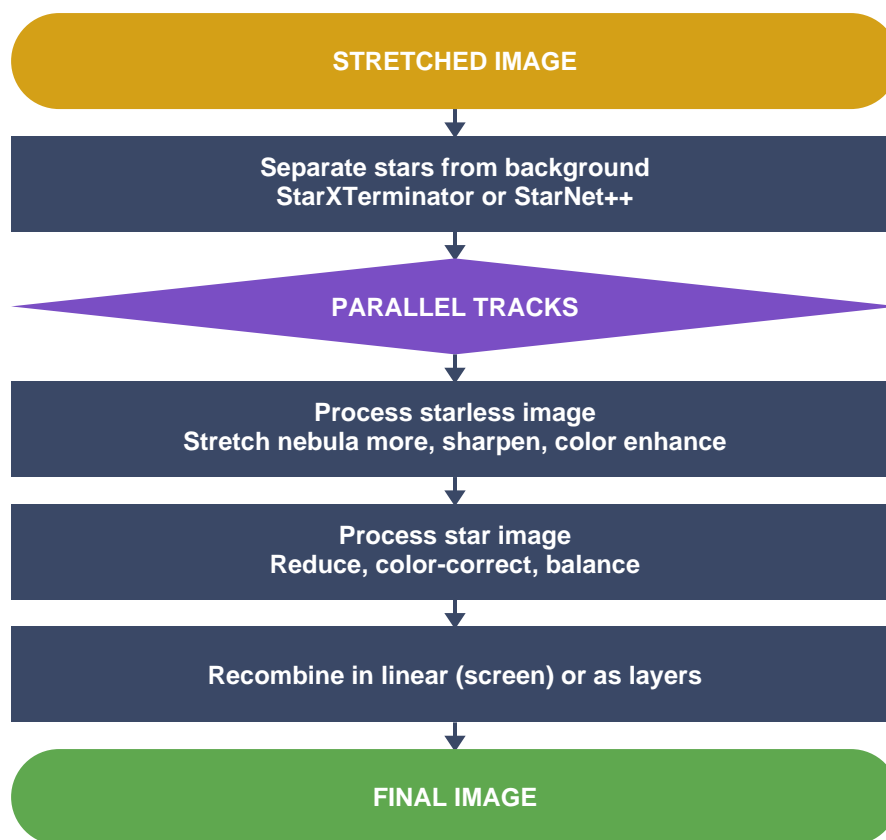 STRETCHED IMAGE
Separate stars from background
StarXTerminator or StarNet++
PARALLEL TRACKS
Process starless image
Stretch nebula more, sharpen, color enhance
Process star image
Reduce, color-correct, balance
Recombine in linear (screen) or as layers
FINAL IMAGE